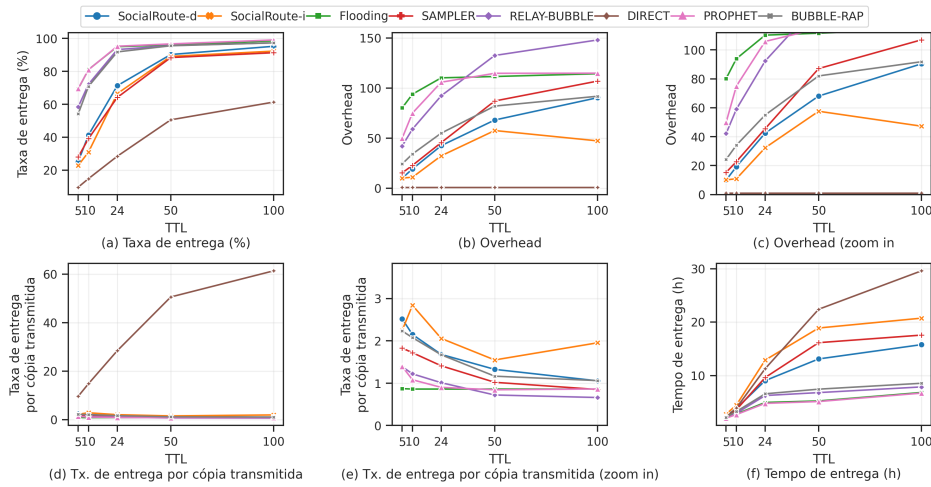 SocialRoute-d SocialRoute-i Flooding SAMPLER RELAY-BUBBLE DIRECT PROPHET BUBBLE-RAP
Taxa de entrega (%)
100
80
60
40
20
5 10 24 50 100
TTL
(a) Taxa de entrega (%)
Overhead
150
100
50
0
5 10 24 50 100
TTL
(b) Overhead
Overhead
100
80
60
40
20
0
5 10 24 50 100
TTL
(c) Overhead (zoom in
Taxa de entrega
por cópia transmitida
60
40
20
0
5 10 24 50 100
TTL
(d) Tx. de entrega por cópia transmitida
Taxa de entrega
por cópia transmitida
3
2
1
0
5 10 24 50 100
TTL
(e) Tx. de entrega por cópia transmitida (zoom in)
Tempo de entrega (h)
30
20
10
5 10 24 50 100
TTL
(f) Tempo de entrega (h)